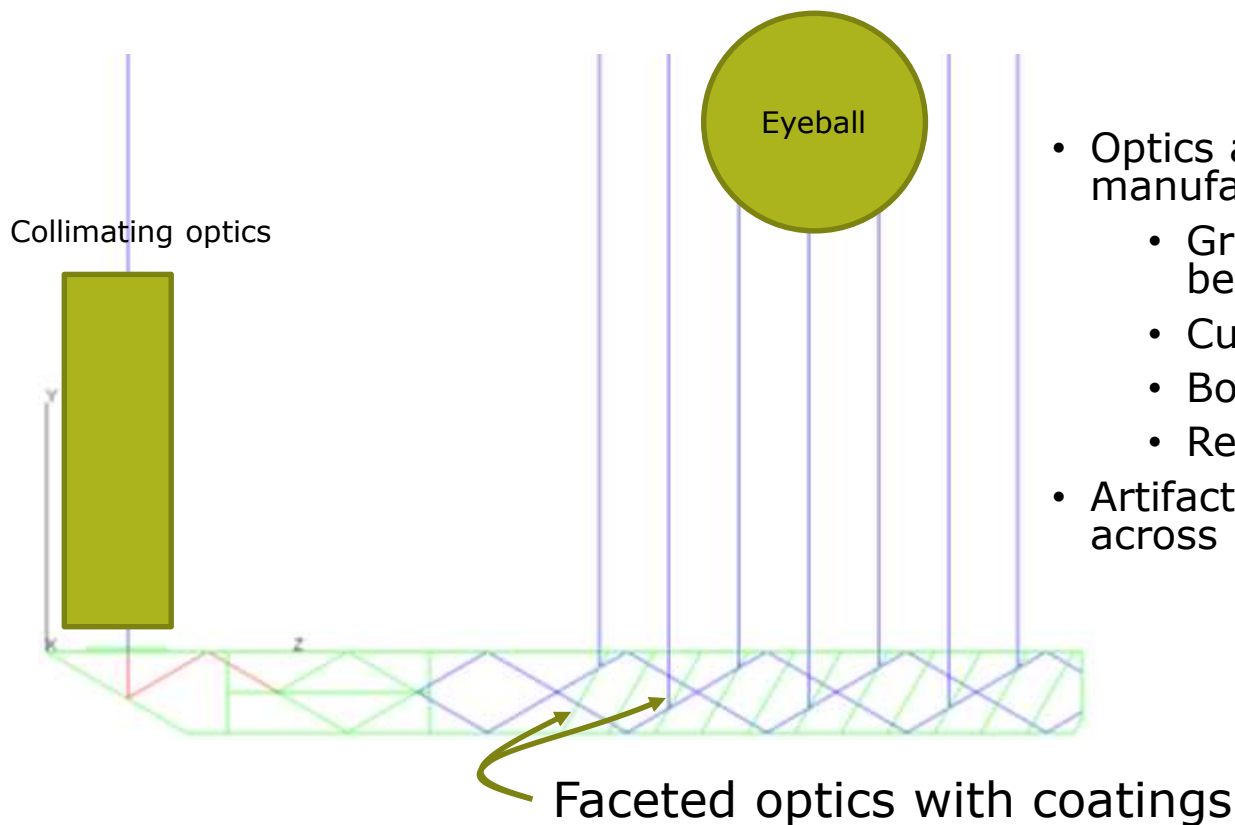 Eyeball
Collimating optics
• Optics a
manufa
• Gr
be
• Cu
• Bo
• Re
• Artifact
across
Y
X
Z
Faceted optics with coatings